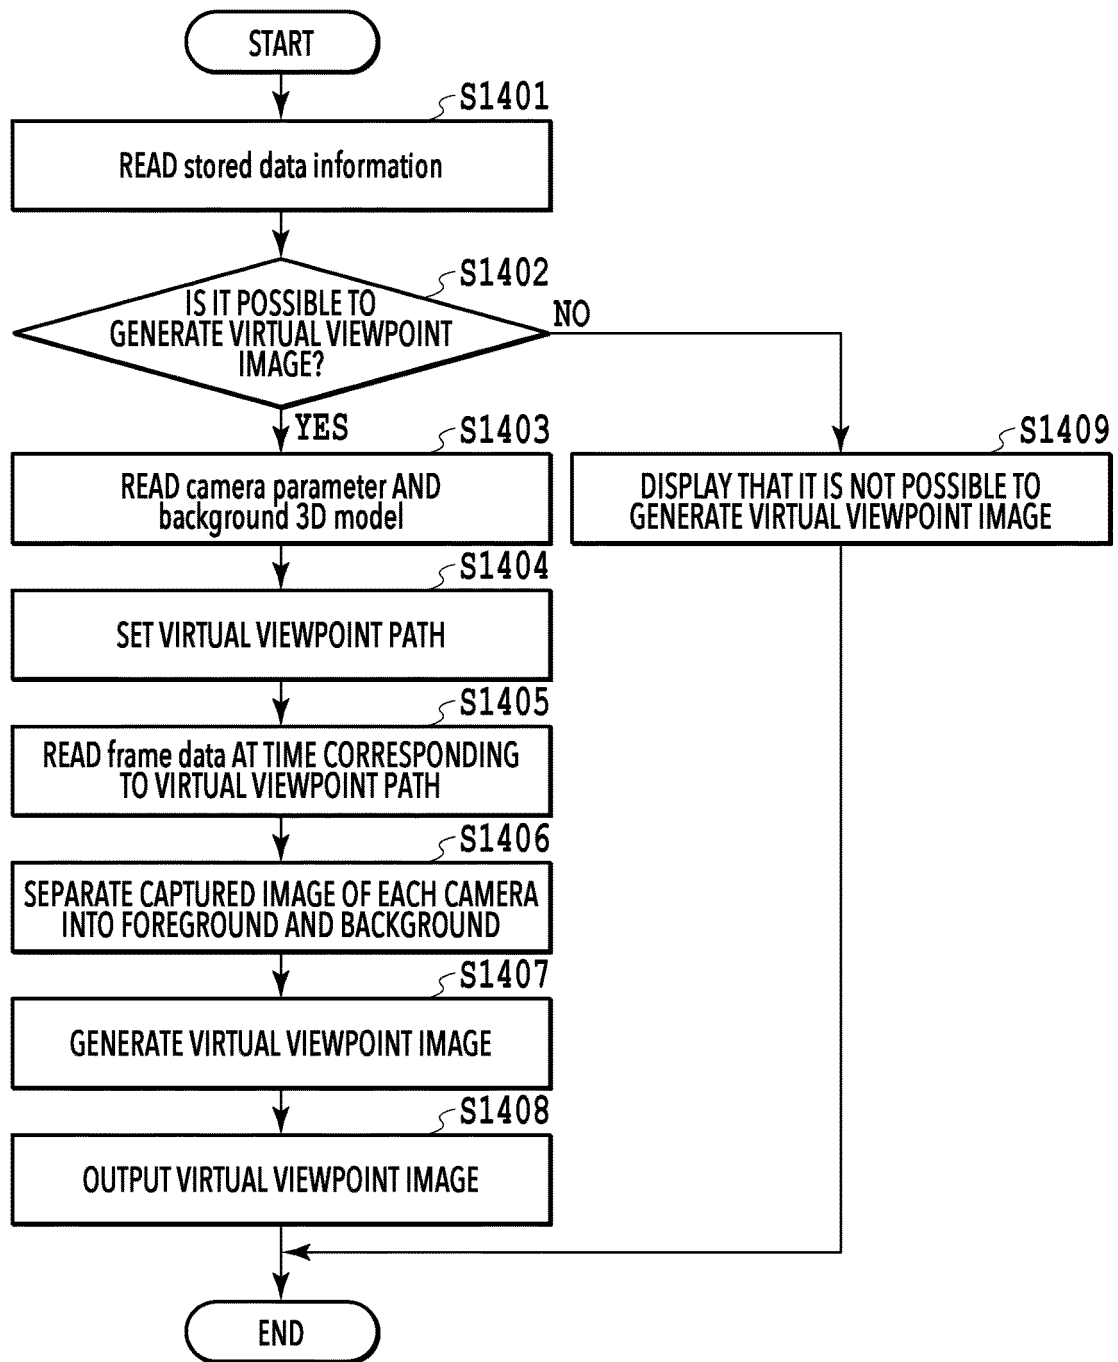 START
S1401
READ stored data information
S1402
IS IT POSSIBLE TO
GENERATE VIRTUAL VIEWPOINT
IMAGE?
NO
YES
S1403
READ camera parameter AND
background 3D model
S1409
DISPLAY THAT IT IS NOT POSSIBLE TO
GENERATE VIRTUAL VIEWPOINT IMAGE
S1404
SET VIRTUAL VIEWPOINT PATH
S1405
READ frame data AT TIME CORRESPONDING
TO VIRTUAL VIEWPOINT PATH
S1406
SEPARATE CAPTURED IMAGE OF EACH CAMERA
INTO FOREGROUND AND BACKGROUND
S1407
GENERATE VIRTUAL VIEWPOINT IMAGE
S1408
OUTPUT VIRTUAL VIEWPOINT IMAGE
END